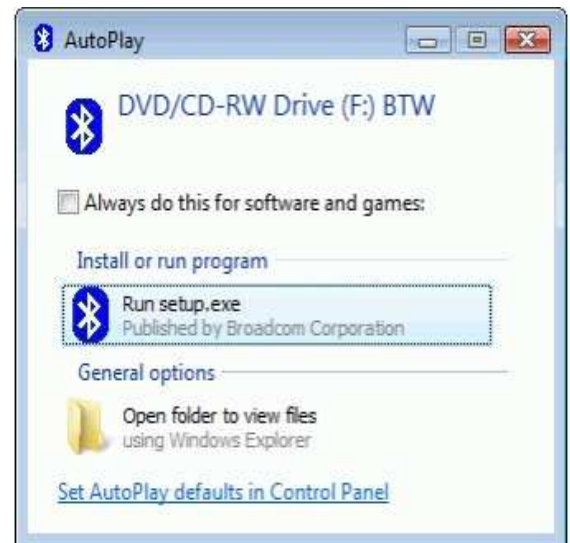 AutoPlay
DVD/CD-RW Drive (F:) BTW
Always do this for software and games:
Install or run program
Run setup.exe
Published by Broadcom Corporation
General options
Open folder to view files
using Windows Explorer
Set AutoPlay defaults in Control Panel